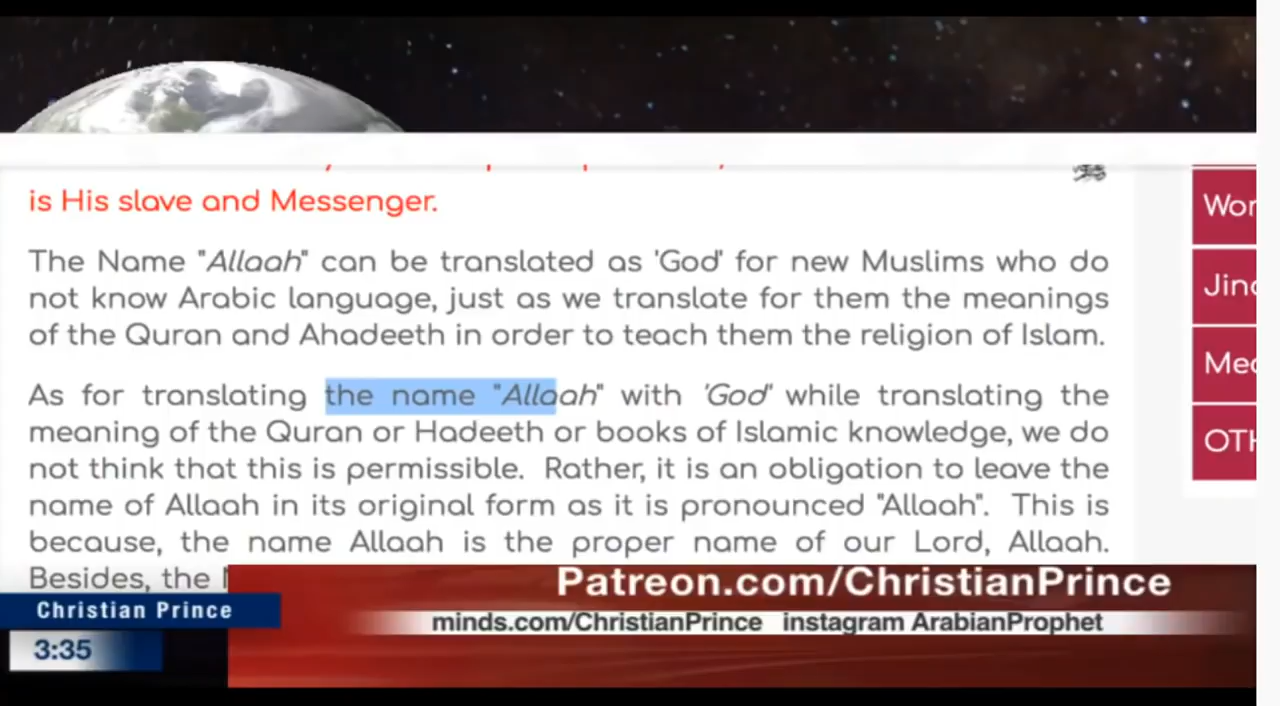 is His slave and Messenger.
The Name "Allaah" can be translated as 'God' for new Muslims who do
not know Arabic language, just as we translate for them the meanings
of the Quran and Ahadeeth in order to teach them the religion of Islam.
As for translating the name "Allaah" with 'God' while translating the
meaning of the Quran or Hadeeth or books of Islamic knowledge, we do
not think that this is permissible. Rather, it is an obligation to leave the
name of Allaah in its original form as it is pronounced "Allaah". This is
because, the name Allaah is the proper name of our Lord, Allaah.
Besides, the
Wor
Jin
Med
OTH
Patreon.com/ChristianPrince
Christian Prince
minds.com/ChristianPrince instagram ArabianProphet
3:35